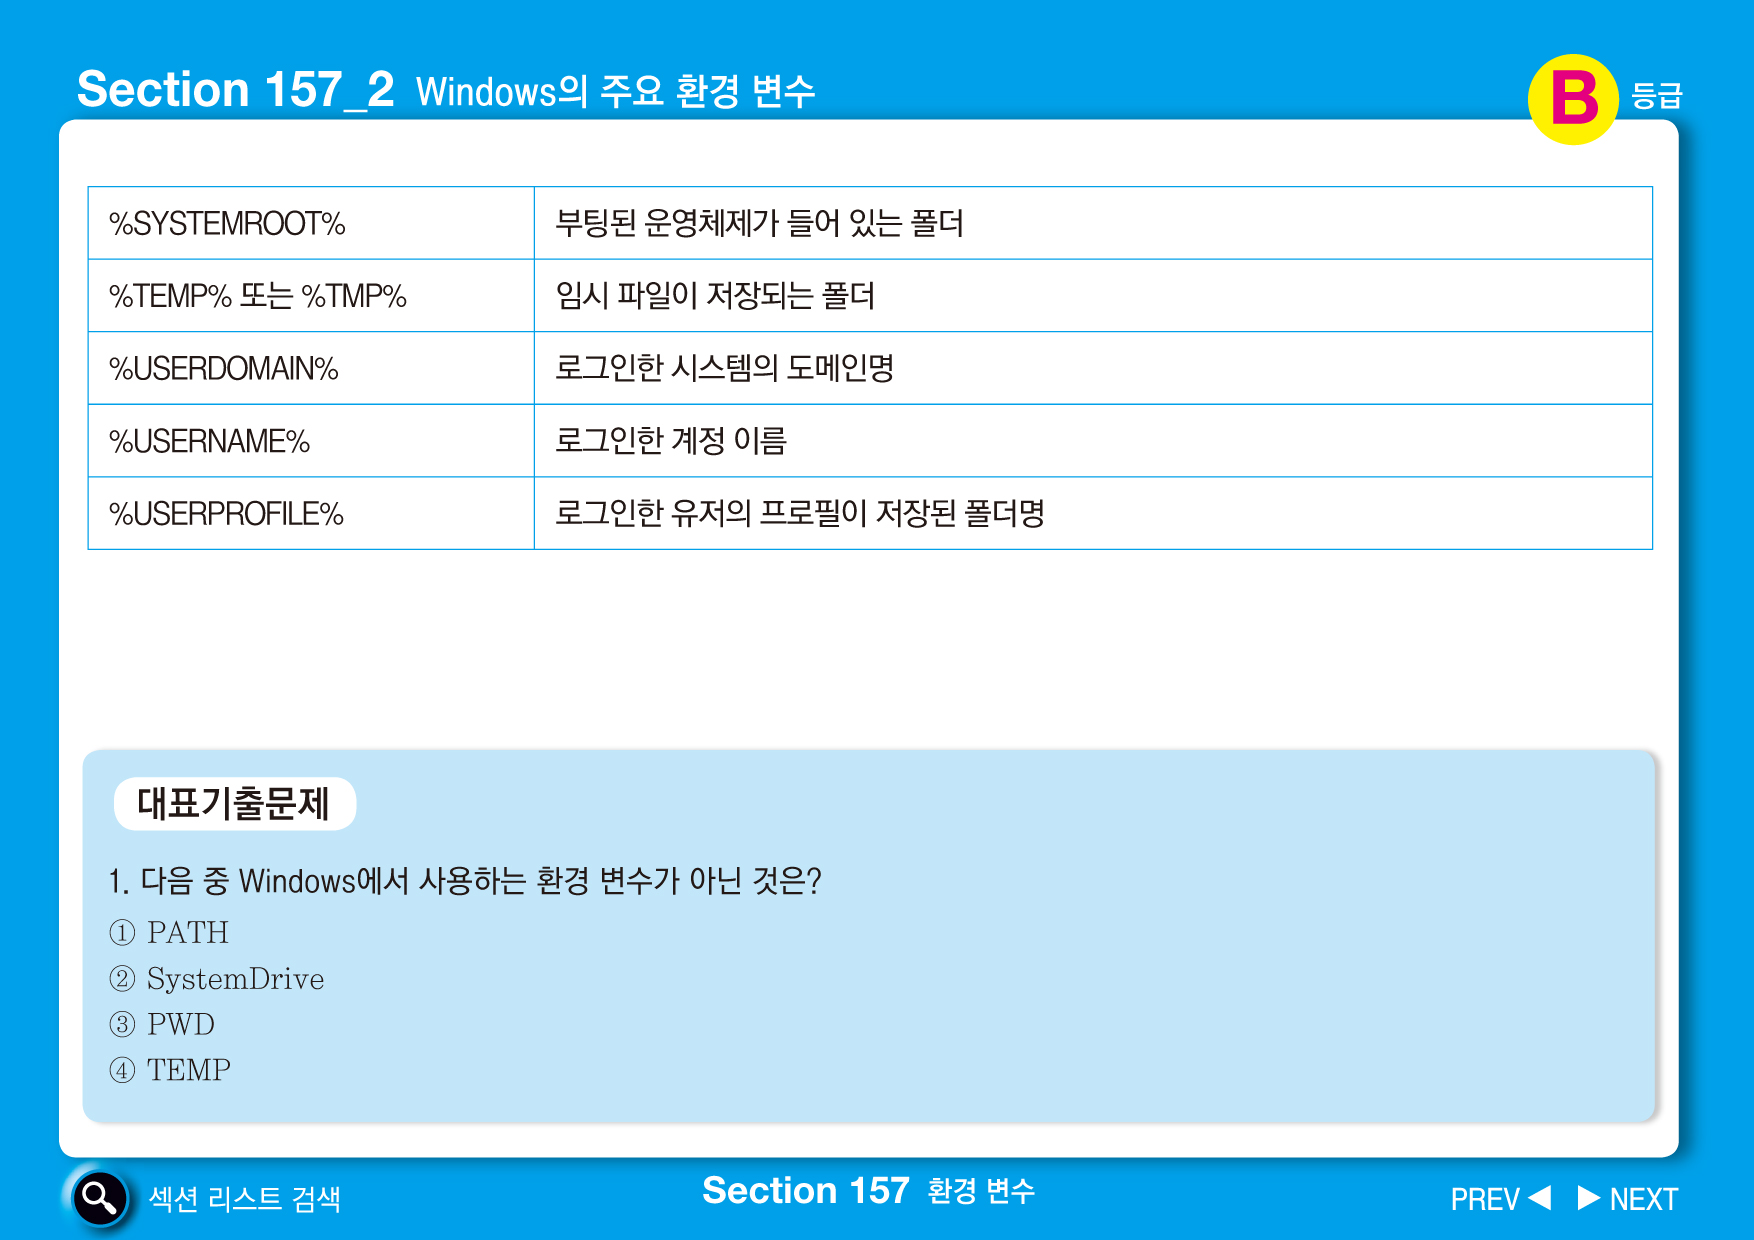 Section 157_2 Windows의 주요 환경 변수
B 등급
%SYSTEMROOT% 부팅된 운영체제가 들어 있는 폴더
%TEMP% 또는 %TMP% 임시 파일이 저장되는 폴더
%USERDOMAIN% 로그인한 시스템의 도메인명
%USERNAME% 로그인한 계정 이름
%USERPROFILE% 로그인한 유저의 프로필이 저장된 폴더명
대표기출문제
1. 다음 중 Windows에서 사용하는 환경 변수가 아닌 것은?
① PATH
② SystemDrive
③ PWD
④ TEMP
섹션 리스트 검색
Section 157 환경 변수
PREV◀ ▶NEXT